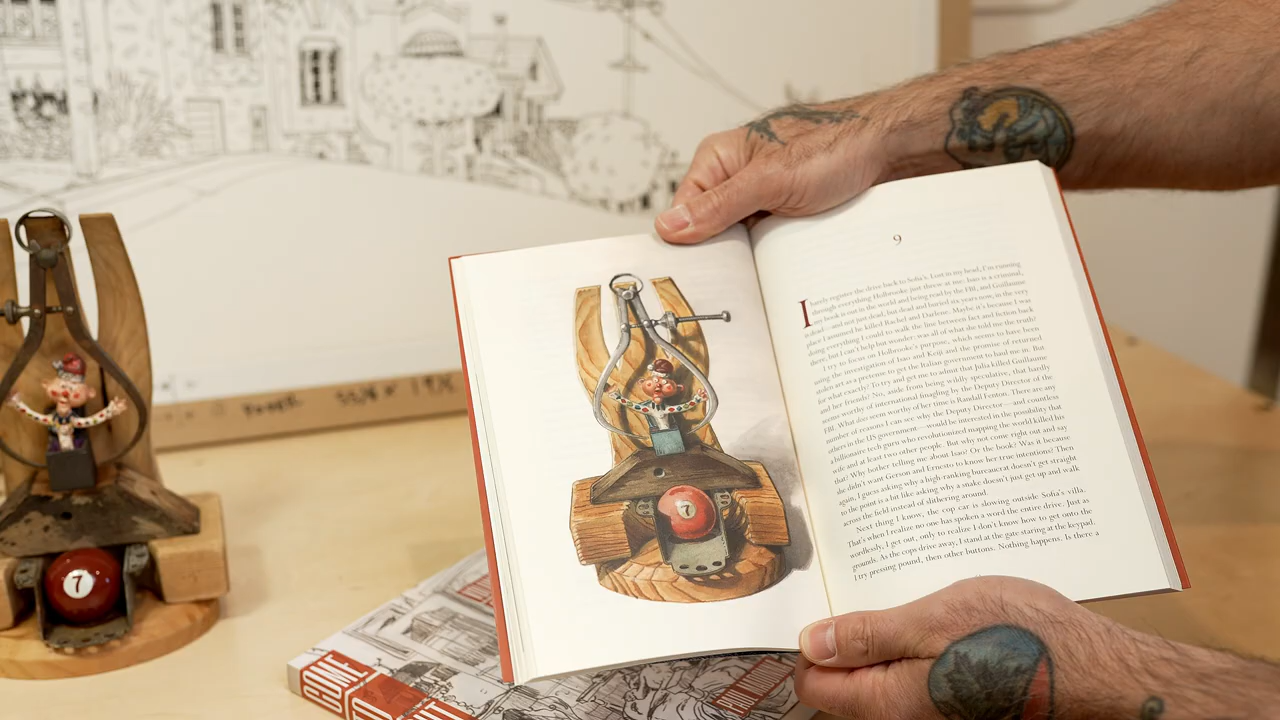 9
I barely register the drive back to Sofia's. Lost in my head, I'm running
through everything Holbrooke just threw at me: Isao is a criminal,
my book is out in the world and being read by the FBI, and Guillaume
is dead—and not just dead, but dead and buried six years now, in the very
place I assumed he killed Rachel and Darlene. Maybe it's because I was
doing everything I could to walk the line between fact and fiction back
there, but I can't help but wonder: was all of what she told me the truth?
I try to focus on Holbrooke's purpose, which seems to have been
using the investigation of Isao and Keiji and the promise of returned
stolen art as a pretense to get the Italian government to haul me in. But
for what exactly? To try and get me to admit that Julia killed Guillaume
and her friend? No, aside from being wildly speculative, that hardly
seems worthy of international finagling by the Deputy Director of the
FBI. What does seem worthy of her time is Randall Fenton. There are any
number of reasons I can see why the Deputy Director—and countless
others in the US government—would be interested in the possibility that
a billionaire tech guru who revolutionized mapping the world killed his
wife and at least two other people. But why not come right out and say
that? Why bother telling me about Isao? Or the book? Was it because
she didn't want Gerson and Ernesto to know her true intentions? Then
again, I guess asking why a high-ranking bureaucrat doesn't get straight
to the point is a bit like asking why a snake doesn't just get up and walk
across the field instead of slithering around.
Next thing I know, the cop car is slowing outside Sofia's villa.
That's when I realize no one has spoken a word the entire drive. Just as
wordlessly, I get out, only to realize I don't know how to get onto the
grounds. As the cops drive away, I stand at the gate staring at the keypad.
I try pressing pound, then other buttons. Nothing happens. Is there a
7
7